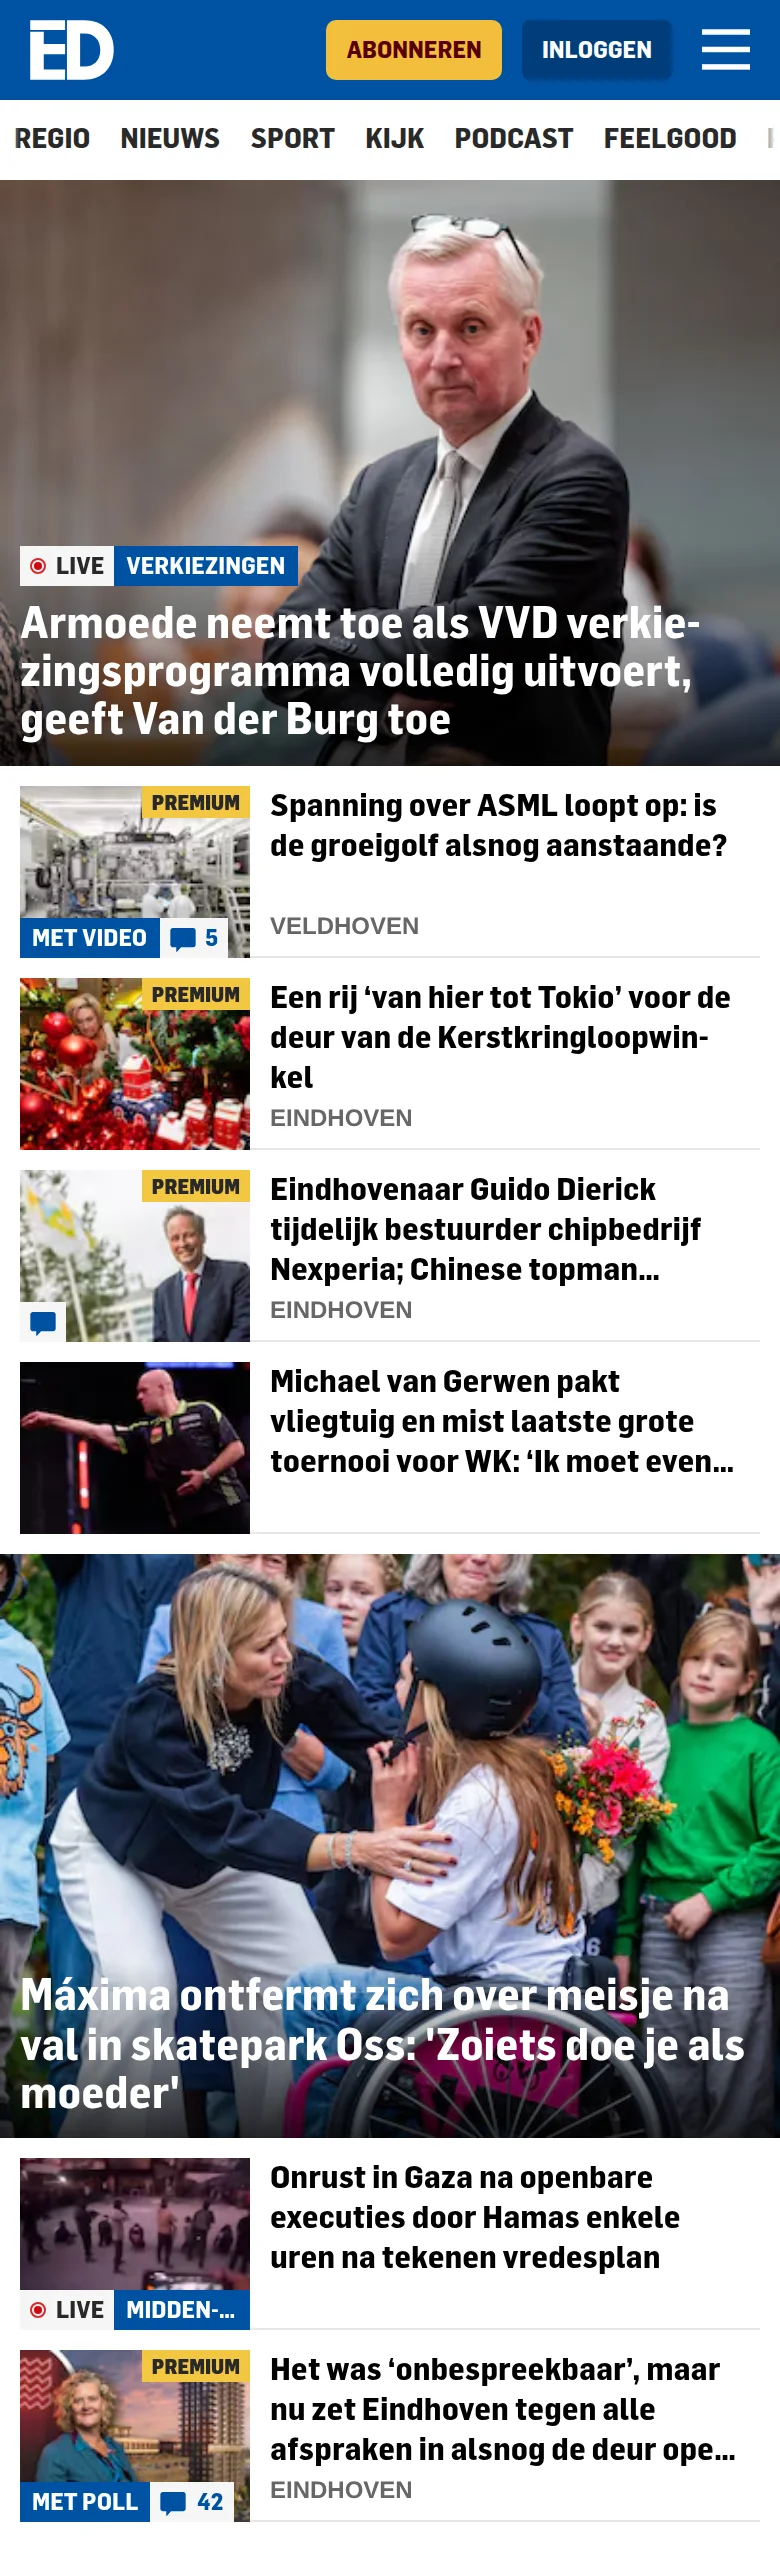 ED
ABONNEREN
INLOGGEN
REGIO NIEUWS SPORT KIJK PODCAST FEELGOOD
LIVE VERKIEZINGEN
Armoede neemt toe als VVD verkie-
zingsprogramma volledig uitvoert,
geeft Van der Burg toe
PREMIUM
MET VIDEO 5
Spanning over ASML loopt op: is
de groeigolf alsnog aanstaande?
VELDHOVEN
PREMIUM
Een rij ‘van hier tot Tokio’ voor de
deur van de Kerstkringloopwin-
kel
EINDHOVEN
PREMIUM
Eindhovenaar Guido Dierick
tijdelijk bestuurder chipbedrijf
Nexperia; Chinese topman...
EINDHOVEN
Michael van Gerwen pakt
vliegtuig en mist laatste grote
toernooi voor WK: ‘Ik moet even...
Máxima ontfermt zich over meisje na
val in skatepark Oss: 'Zoiets doe je als
moeder'
LIVE MIDDEN-...
Onrust in Gaza na openbare
executies door Hamas enkele
uren na tekenen vredesplan
PREMIUM
MET POLL 42
Het was ‘onbespreekbaar’, maar
nu zet Eindhoven tegen alle
afspraken in alsnog de deur ope...
EINDHOVEN